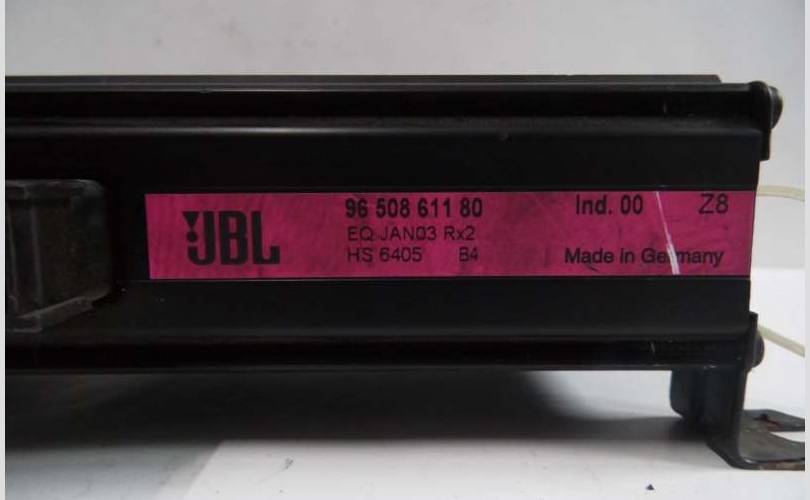 JBL
96 508 611 80 Ind. 00 Z8
EQ JAN03 Rx2
HS 6405 B4 Made in Germany